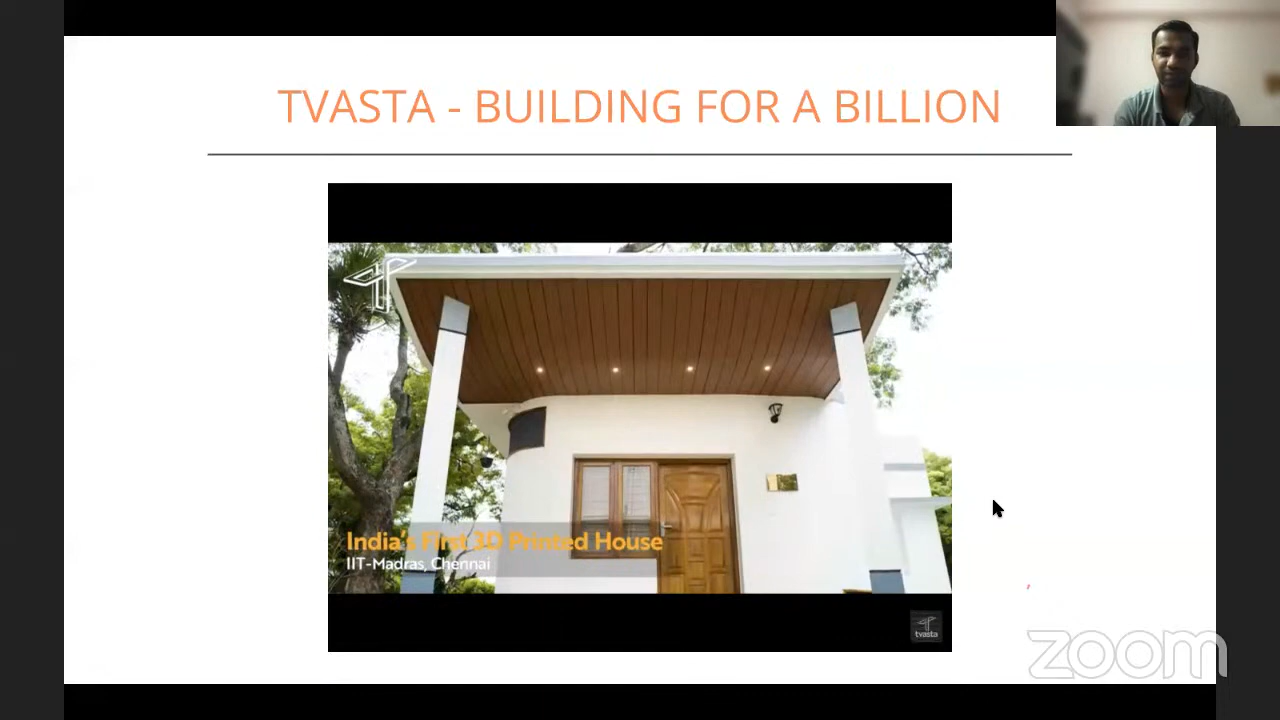 TVASTA - BUILDING FOR A BILLION
India's First 3D Printed House
IIT-Madras, Chennai
tvasta
zoom